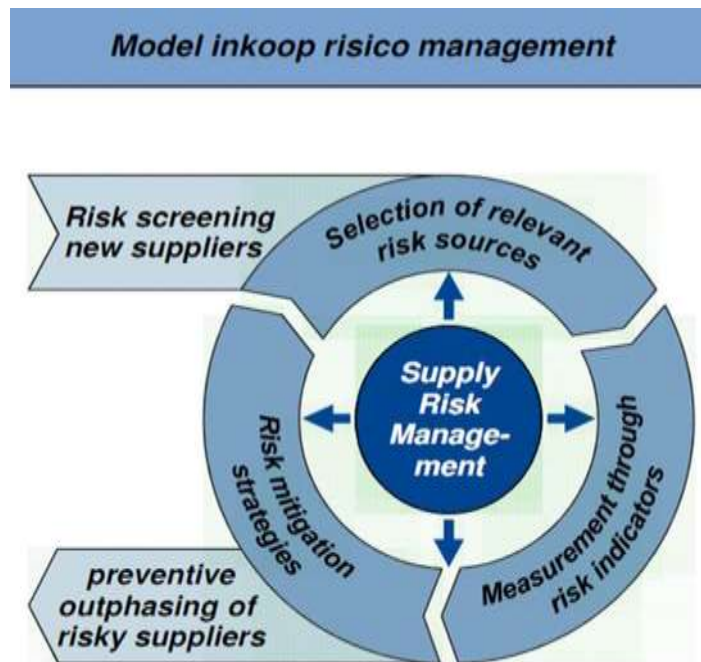 Model inkoop risico management
Risk screening
new suppliers
Selection of relevant
risk sources
Supply
Risk
Manage-
ment
Measurement through
risk indicators
Risk mitigation
strategies
preventive
outphasing of
risky suppliers